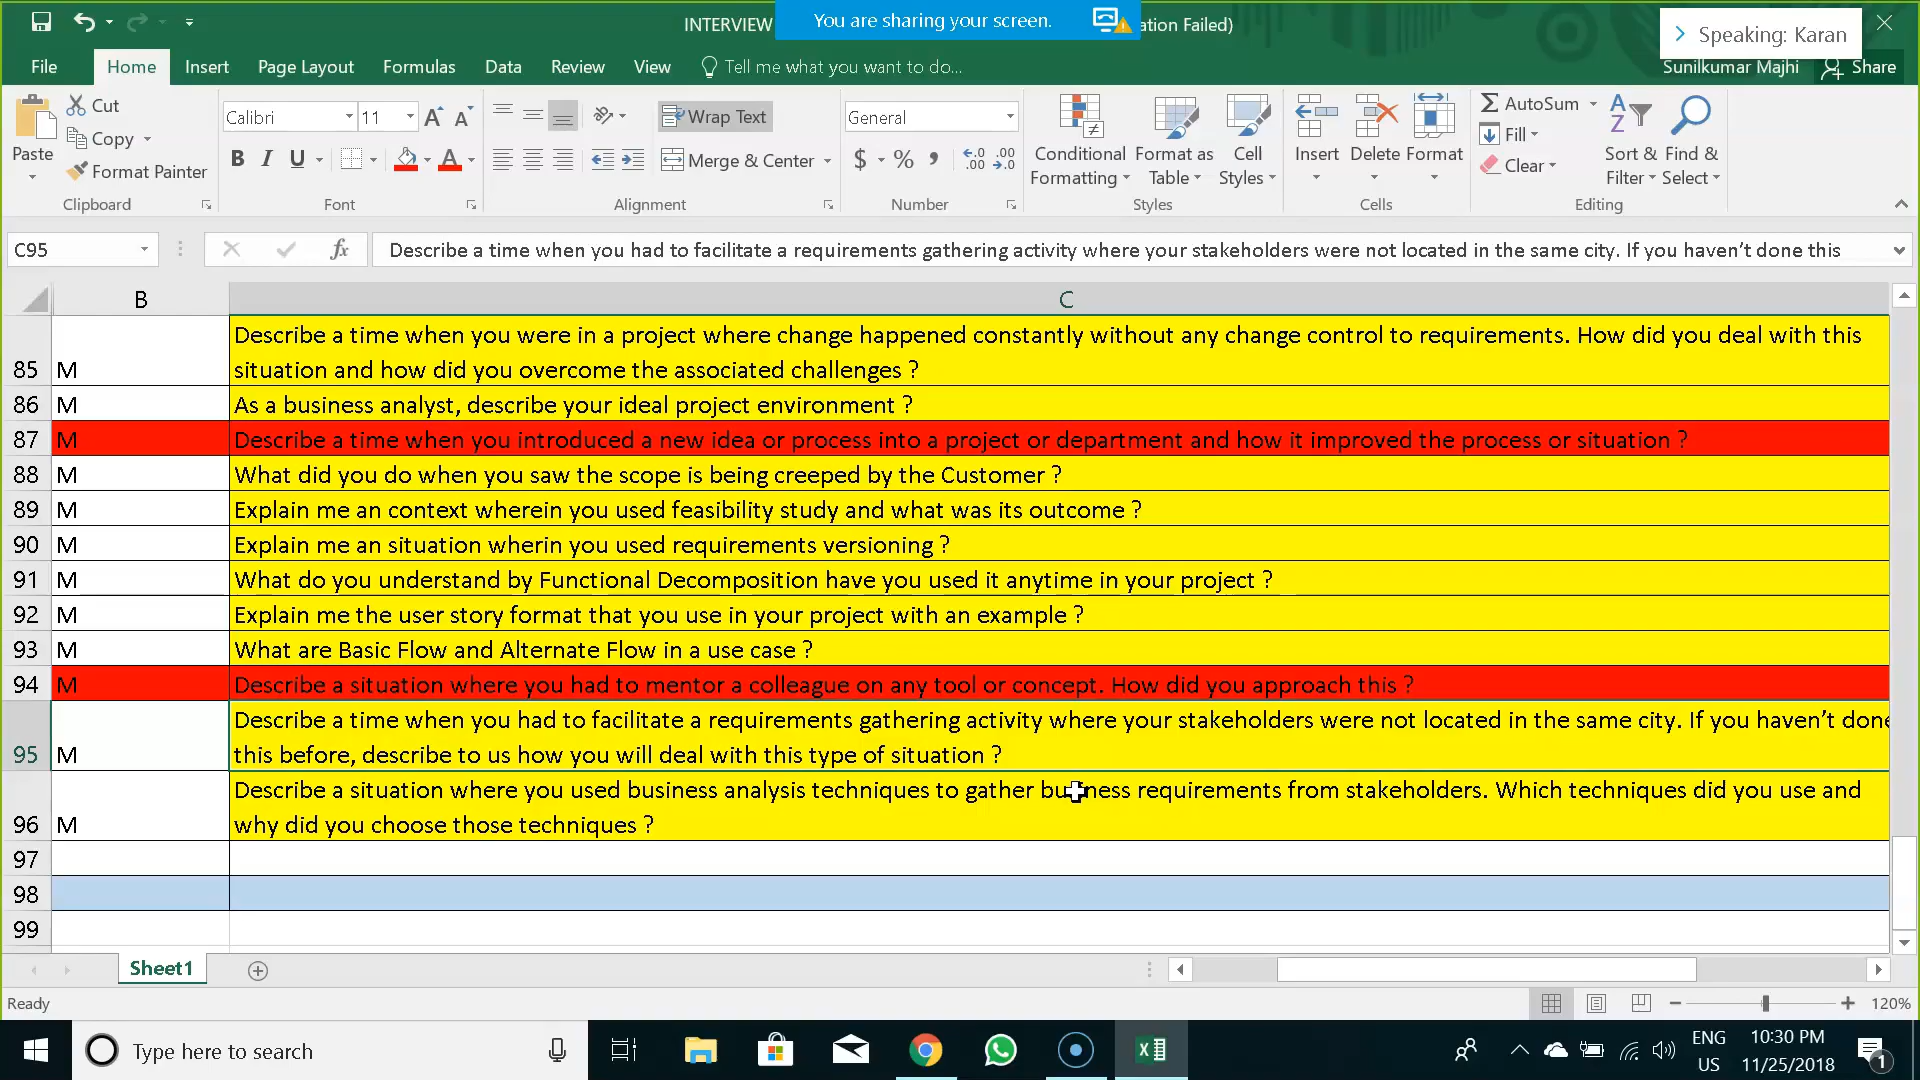 INTERVIEW
You are sharing your screen.
ation Failed)
Speaking: Karan
File
Home
Insert
Page Layout
Formulas
Data
Review
View
Tell me what you want to do...
Sunilkumar Majhi
Share
Paste
Cut
Copy
Format Painter
Clipboard
Calibri
11
B I U
Font
Wrap Text
Merge & Center
Alignment
General
$ % ,
Number
Conditional Formatting
Format as Table
Cell Styles
Styles
Insert
Delete
Format
Cells
AutoSum
Fill
Clear
Sort & Filter
Find & Select
Editing
C95
fx
Describe a time when you had to facilitate a requirements gathering activity where your stakeholders were not located in the same city. If you haven't done this
B
C
Describe a time when you were in a project where change happened constantly without any change control to requirements. How did you deal with this
85 M situation and how did you overcome the associated challenges ?
86 M As a business analyst, describe your ideal project environment ?
87 M Describe a time when you introduced a new idea or process into a project or department and how it improved the process or situation ?
88 M What did you do when you saw the scope is being creeped by the Customer ?
89 M Explain me an context wherein you used feasibility study and what was its outcome ?
90 M Explain me an situation wherin you used requirements versioning ?
91 M What do you understand by Functional Decomposition have you used it anytime in your project ?
92 M Explain me the user story format that you use in your project with an example ?
93 M What are Basic Flow and Alternate Flow in a use case ?
94 M Describe a situation where you had to mentor a colleague on any tool or concept. How did you approach this ?
Describe a time when you had to facilitate a requirements gathering activity where your stakeholders were not located in the same city. If you haven't done
95 M this before, describe to us how you will deal with this type of situation ?
Describe a situation where you used business analysis techniques to gather business requirements from stakeholders. Which techniques did you use and
96 M why did you choose those techniques ?
97
98
99
Sheet1
Ready
120%
Type here to search
ENG
US
10:30 PM
11/25/2018
1